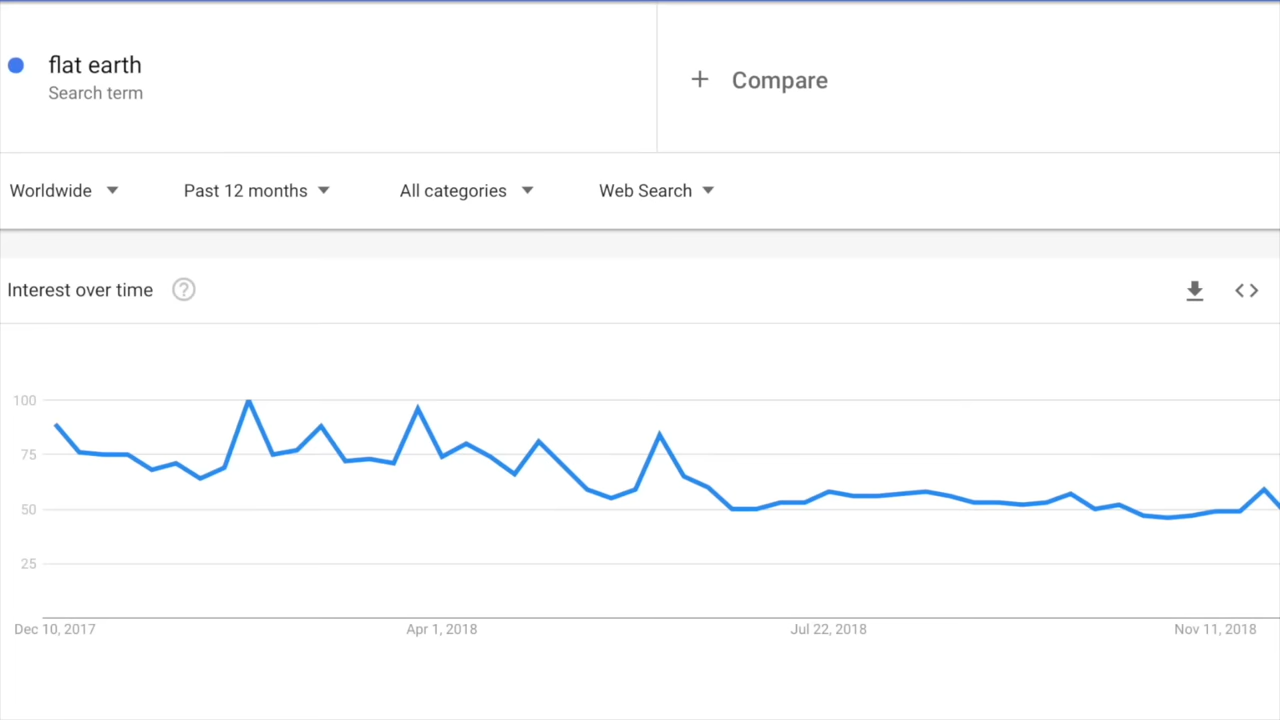 flat earth
Search term
+ Compare
Worldwide
Past 12 months
All categories
Web Search
Interest over time ?
100
75
50
25
Dec 10, 2017
Apr 1, 2018
Jul 22, 2018
Nov 11, 2018